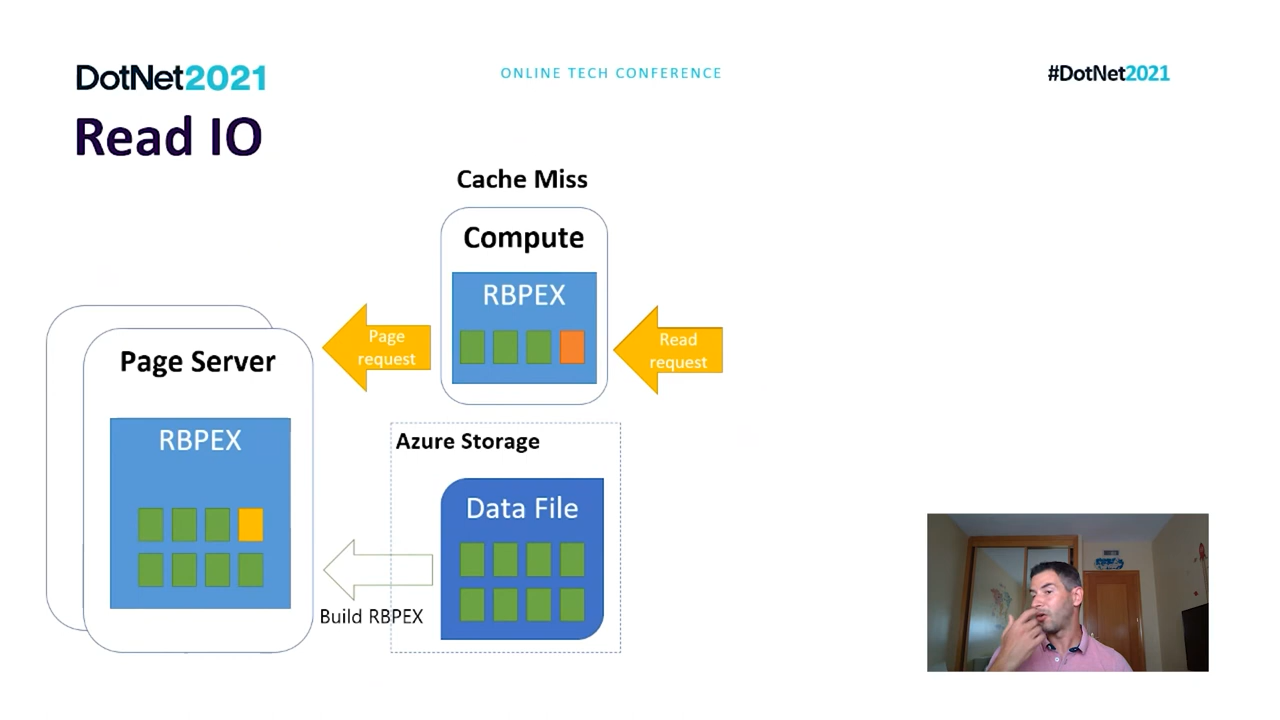 DotNet2021
ONLINE TECH CONFERENCE
#DotNet2021
Read IO
Cache Miss
Compute
RBPEX
Page
request
Read
request
Page Server
RBPEX
Azure Storage
Data File
Build RBPEX